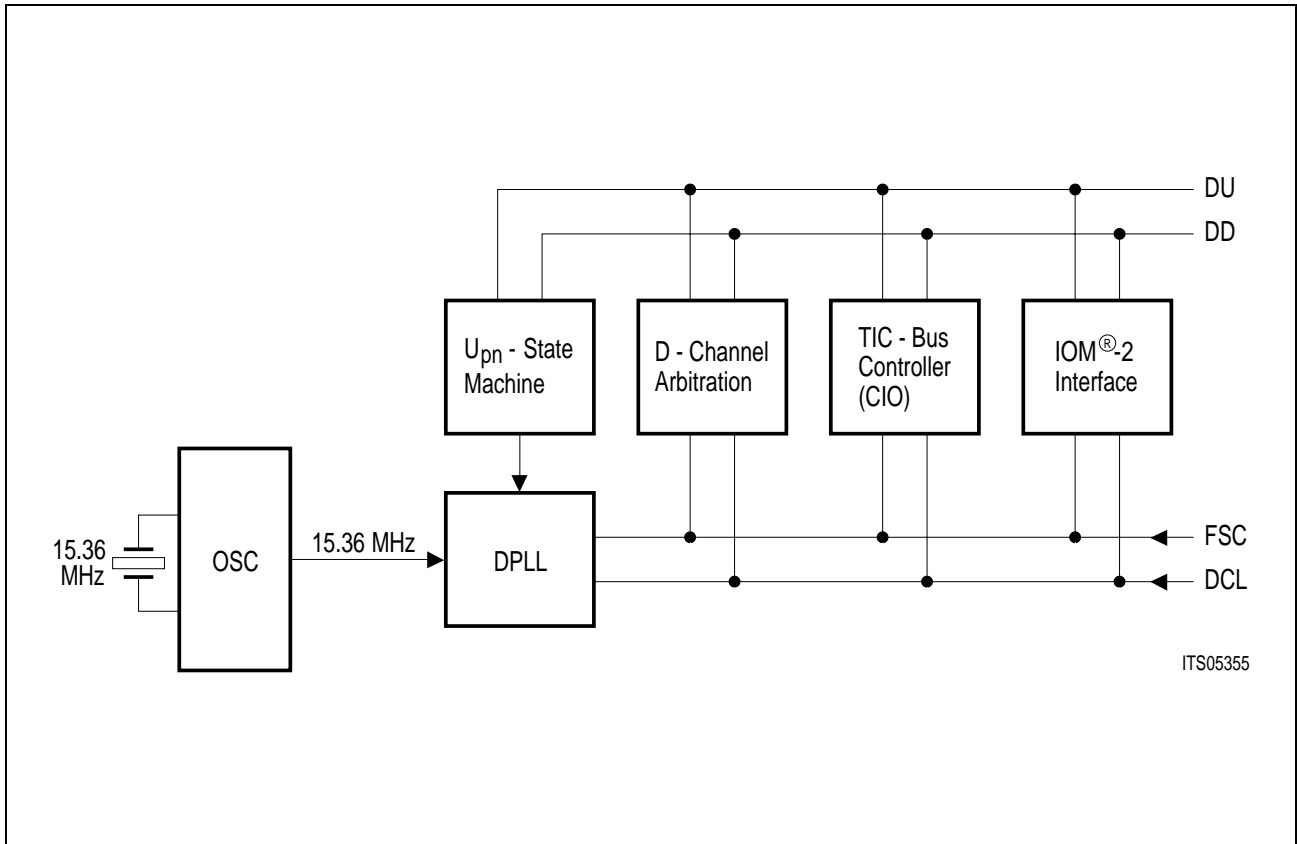 DU
DD
Upn - State
Machine
D - Channel
Arbitration
TIC - Bus
Controller
(CIO)
IOM®-2
Interface
15.36
MHz
OSC
15.36 MHz
DPLL
FSC
DCL
ITS05355